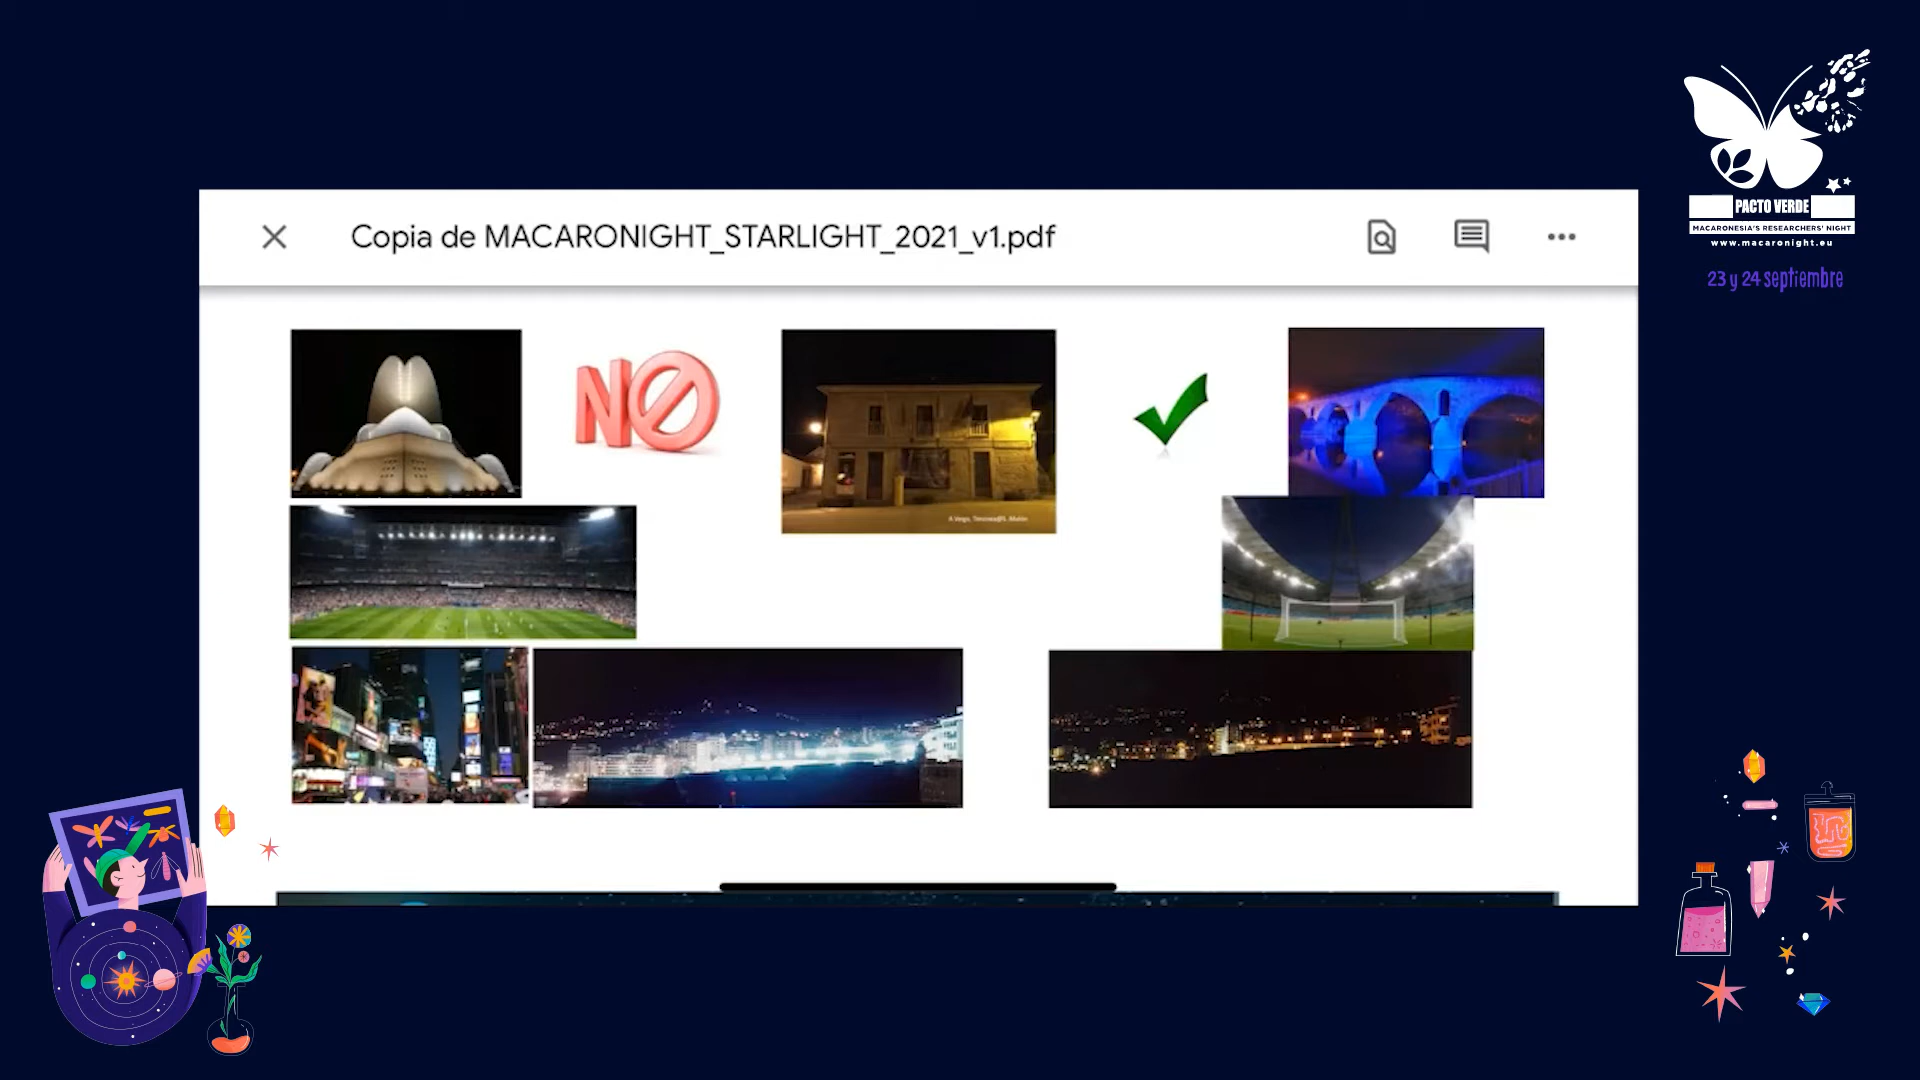 Copia de MACARONIGHT_STARLIGHT_2021_v1.pdf
NO
PACTO VERDE
MACARONESIA'S RESEARCHERS' NIGHT
www.macaronight.eu
23 y 24 septiembre